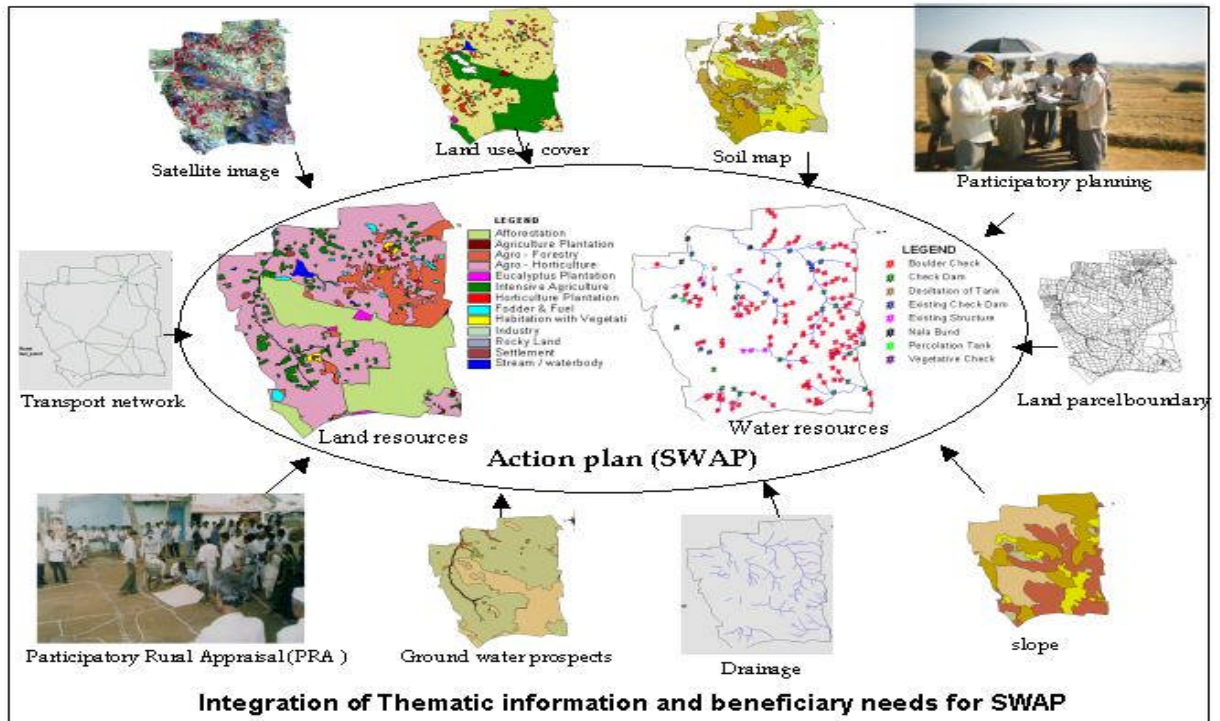 Satellite image
Land use / cover
Soil map
Participatory planning
LEGEND
Afforestation
Agriculture Plantation
Agro - Forestry
Agro - Horticulture
Eucalyptus Plantation
Intensive Agriculture
Horticulture Plantation
Fodder & Fuel
Habitation with Vegetati
Industry
Rocky Land
Settlement
Stream / waterbody
LEGEND
Boulder Check
Check Dam
Desiltation of Tank
Existing Check Dam
Existing Structure
Nala Bund
Percolation Tank
Vegetative Check
Transport network
Land resources
Water resources
Land parcel boundary
Action plan (SWAP)
Participatory Rural Appraisal (PRA )
Ground water prospects
Drainage
slope
Integration of Thematic information and beneficiary needs for SWAP